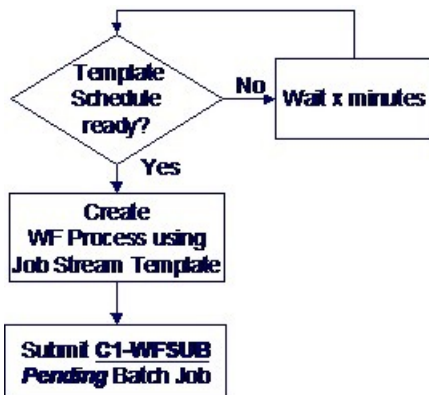 Template
Schedule
ready?
No
Wait x minutes
Yes
Create
WF Process using
Job Stream Template
Submit C1-WFSUB
Pending Batch Job